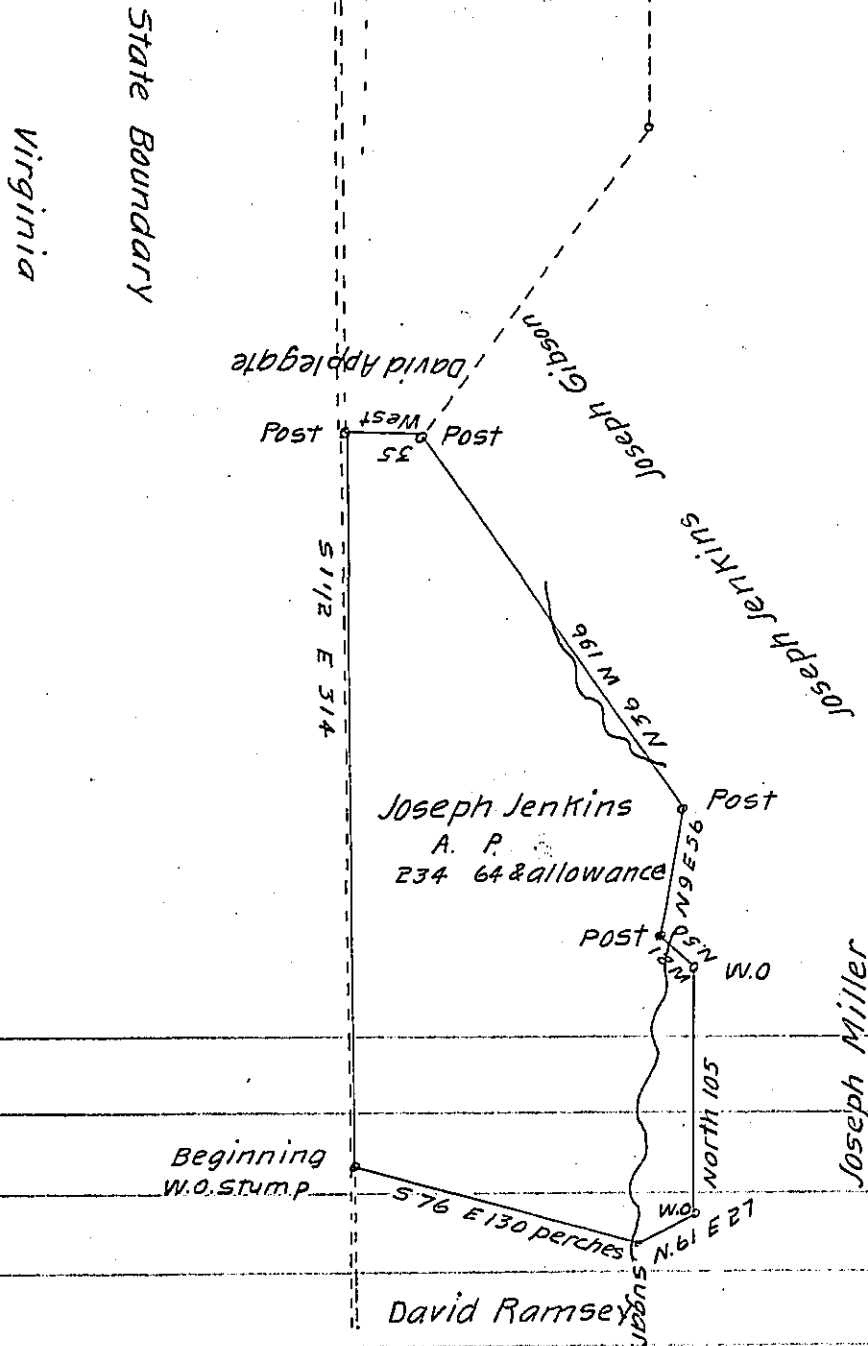 State Boundary
Virginia
David Applegate
Joseph Gibson
Joseph Jenkins
Post
West
35
Post
S 1 1/2 E 314
N 36 W 196
Joseph Jenkins
A. P.
234 64 & allowance
Post
N 9 E 56
Post
N.50
W 21
W.O
North 105
Joseph Miller
Beginning
W.O. Stump
S 76 E 130 perches
W.O
N. 61 E 27
David Ramsey
Sugar